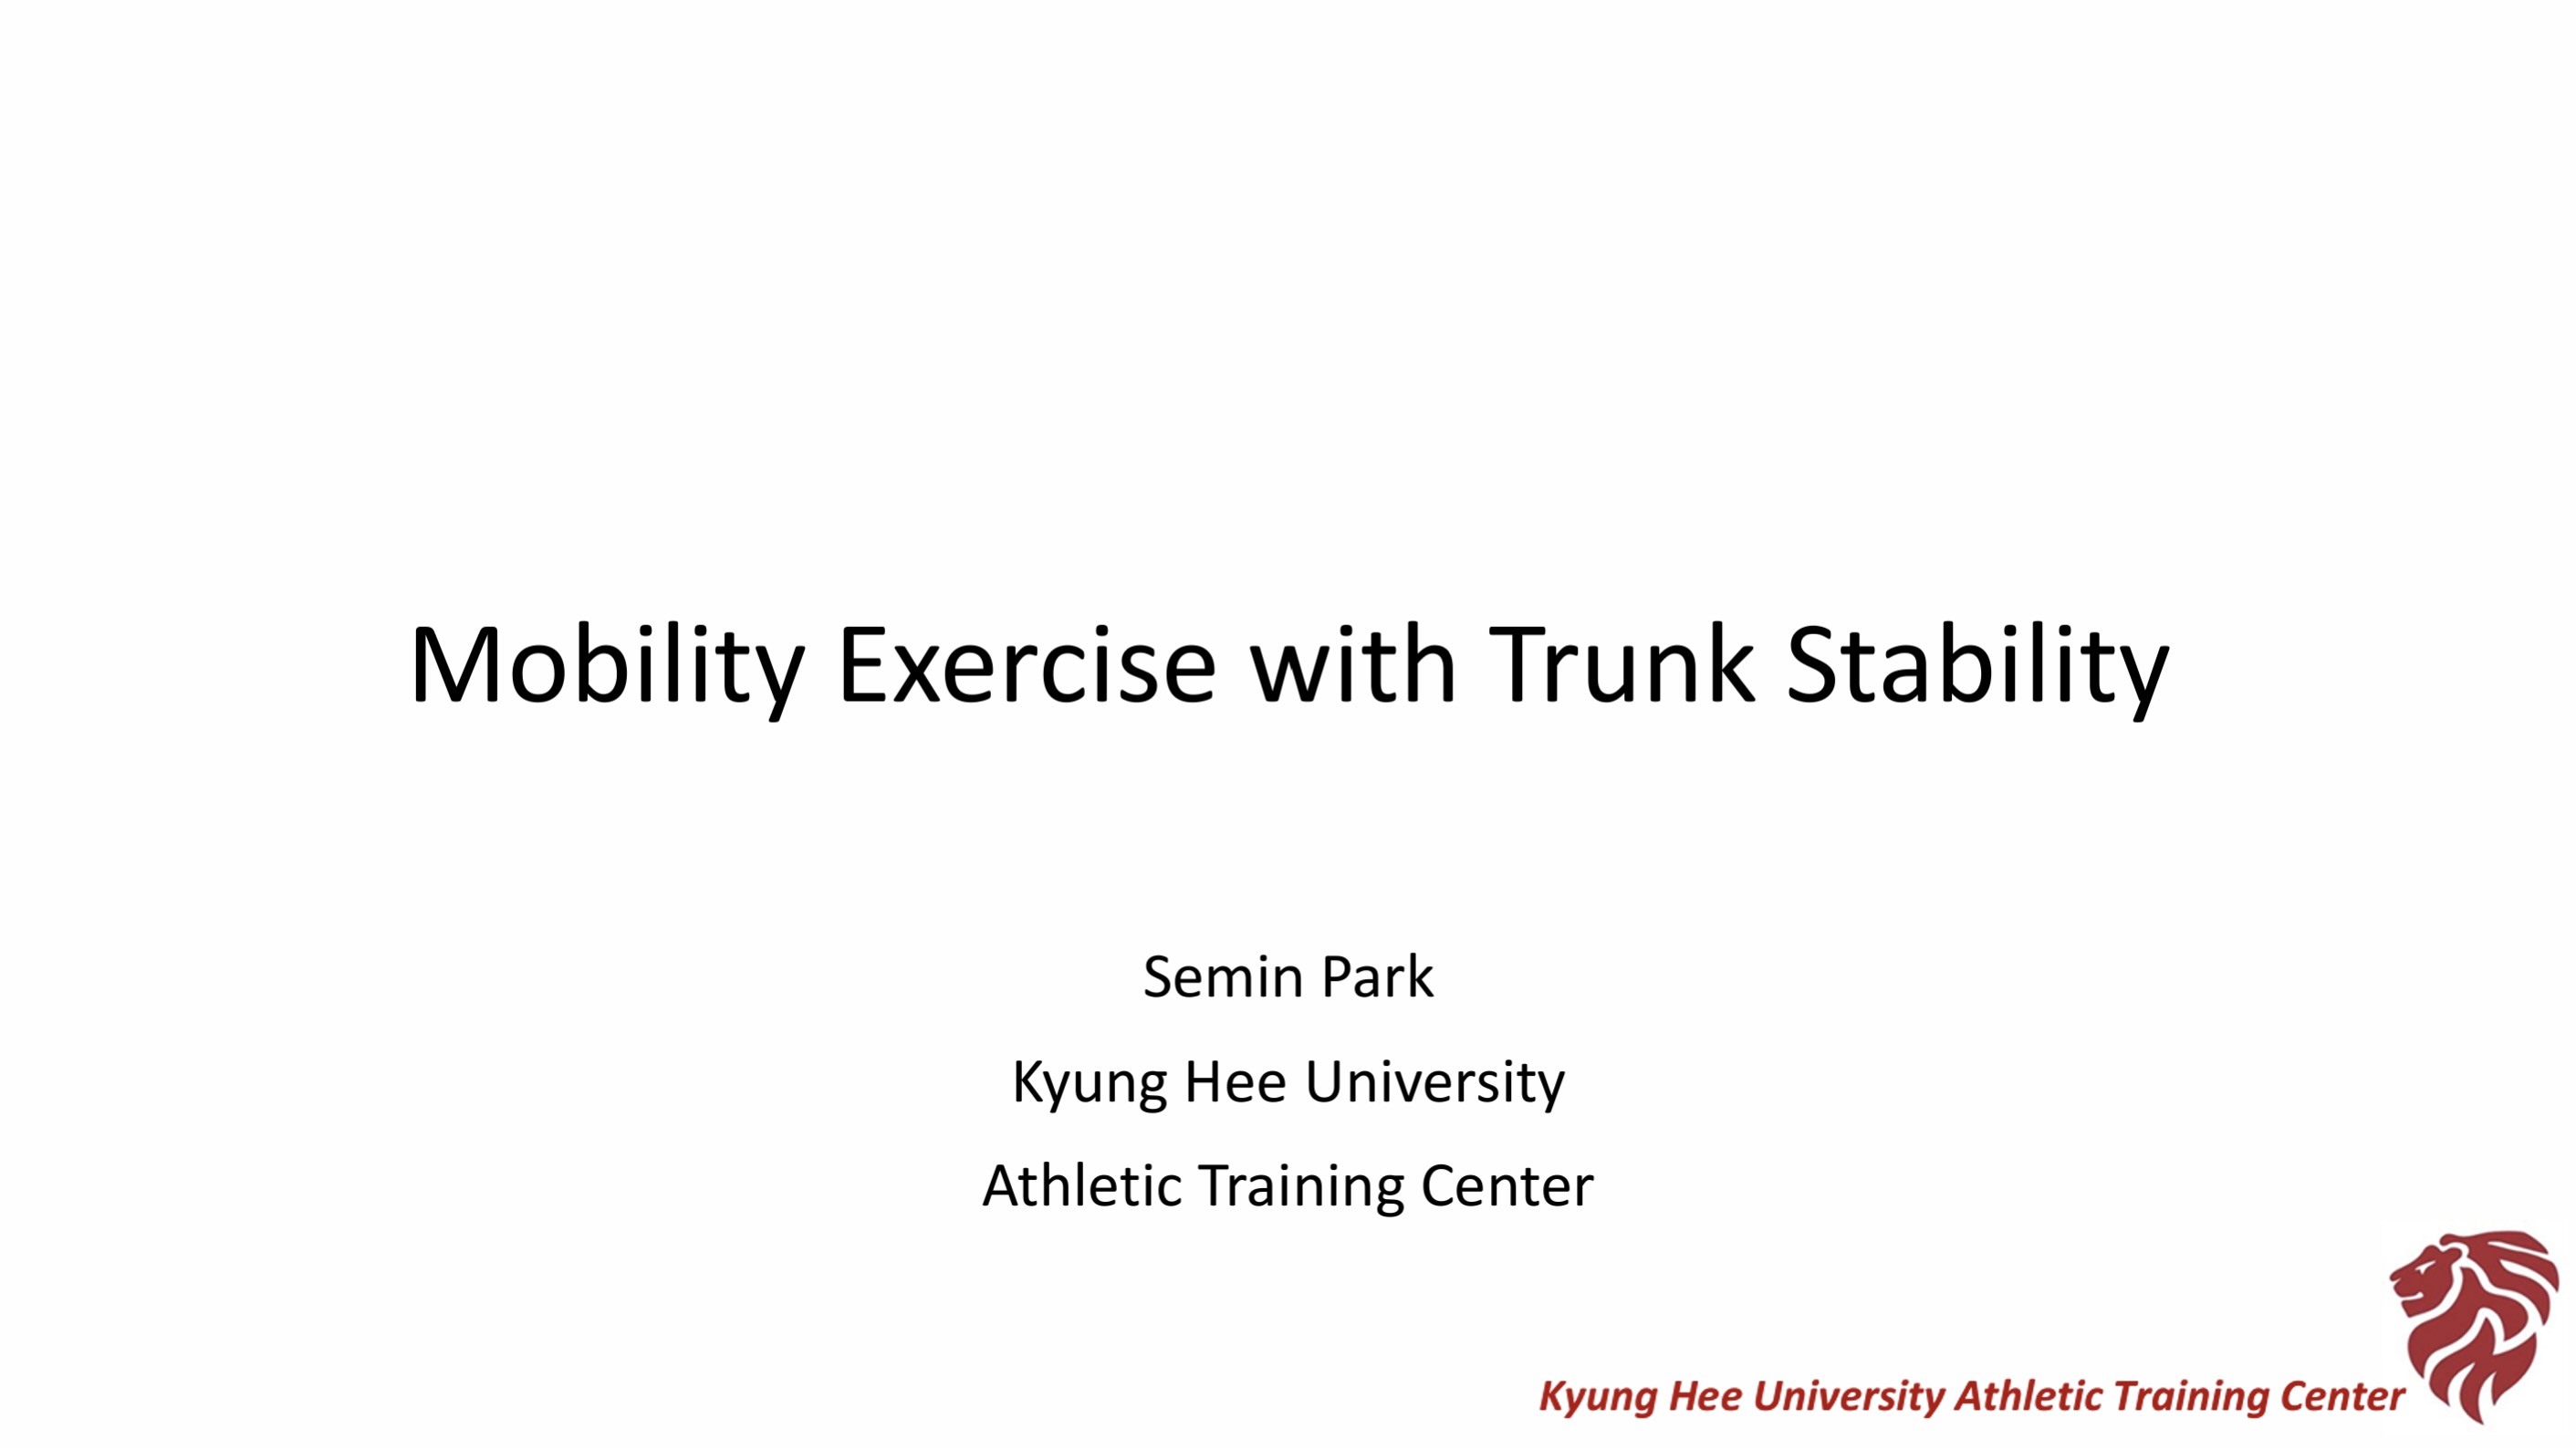 Mobility Exercise with Trunk Stability
Semin Park
Kyung Hee University
Athletic Training Center
Kyung Hee University Athletic Training Center